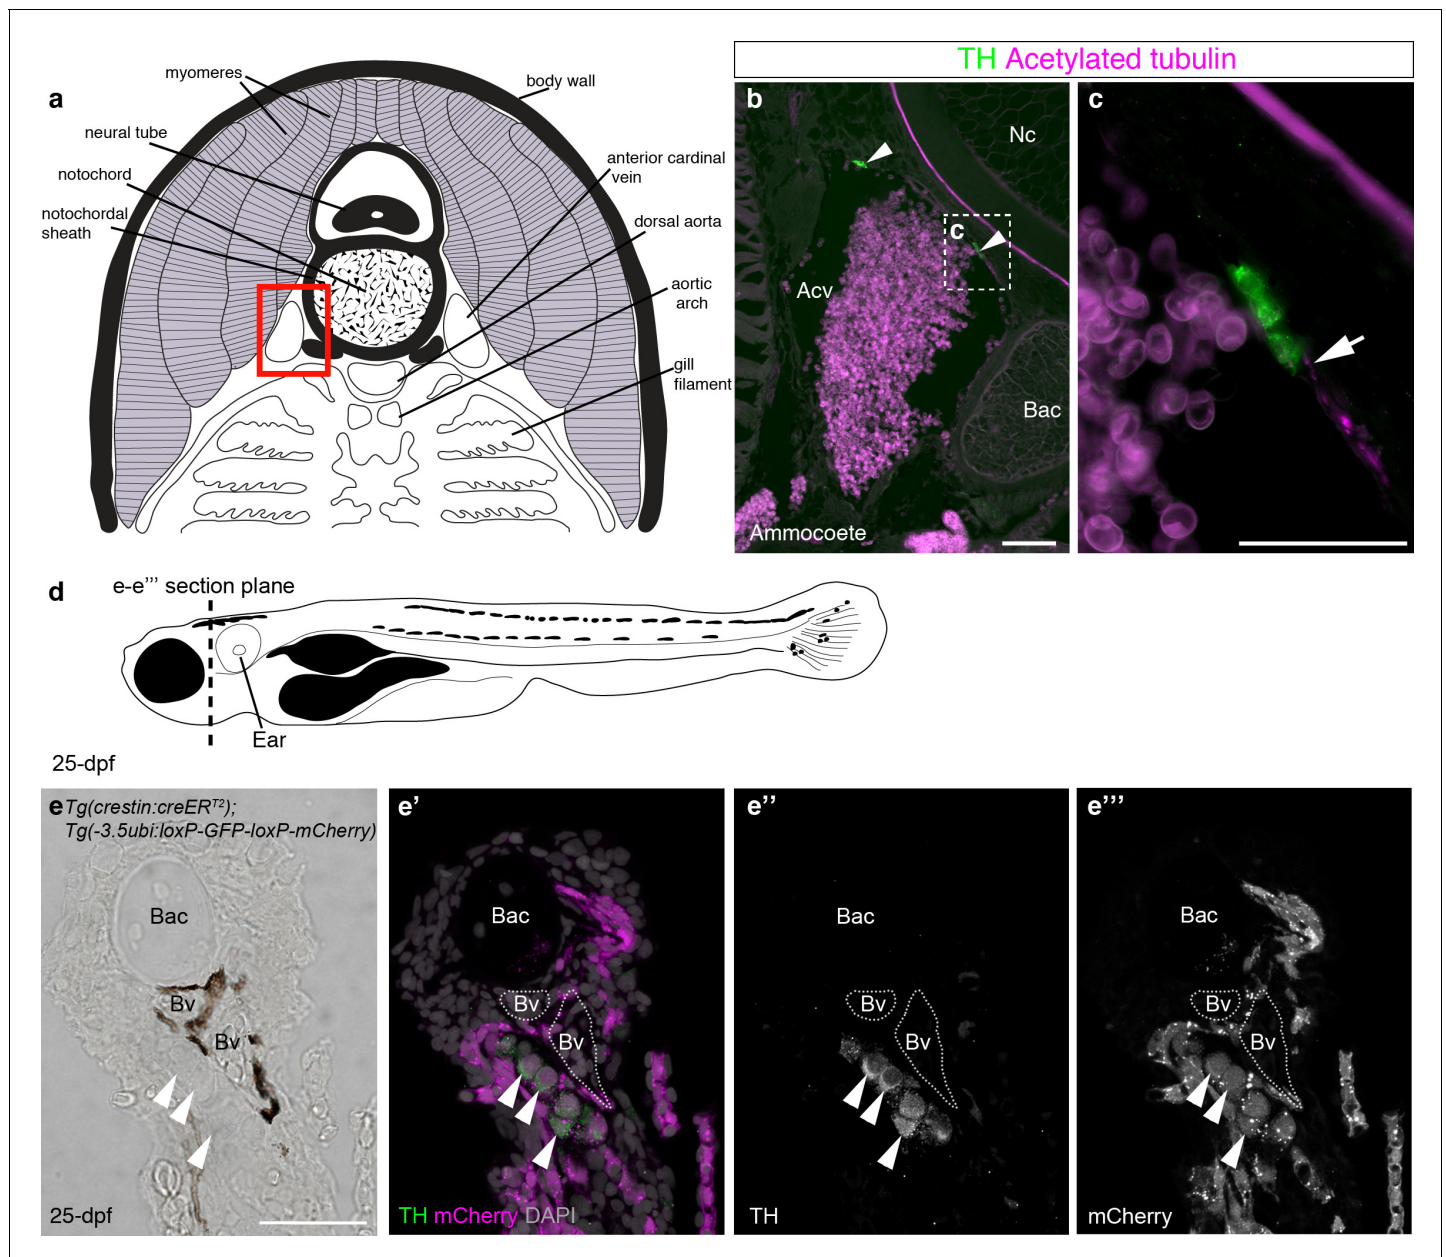 a
myomeres
body wall
neural tube
notochord
notochordal
sheath
anterior cardinal
vein
dorsal aorta
aortic
arch
gill
filament
TH Acetylated tubulin
b
Nc
c
Acv
Bac
Ammocoete
c
d
e-e''' section plane
Ear
25-dpf
e Tg(crestin:creERT2);
Tg(-3.5ubi:loxP-GFP-loxP-mCherry)
Bac
Bv
Bv
25-dpf
e'
Bac
Bv
Bv
TH mCherry DAPI
e''
Bac
Bv
Bv
TH
e'''
Bac
Bv
Bv
mCherry